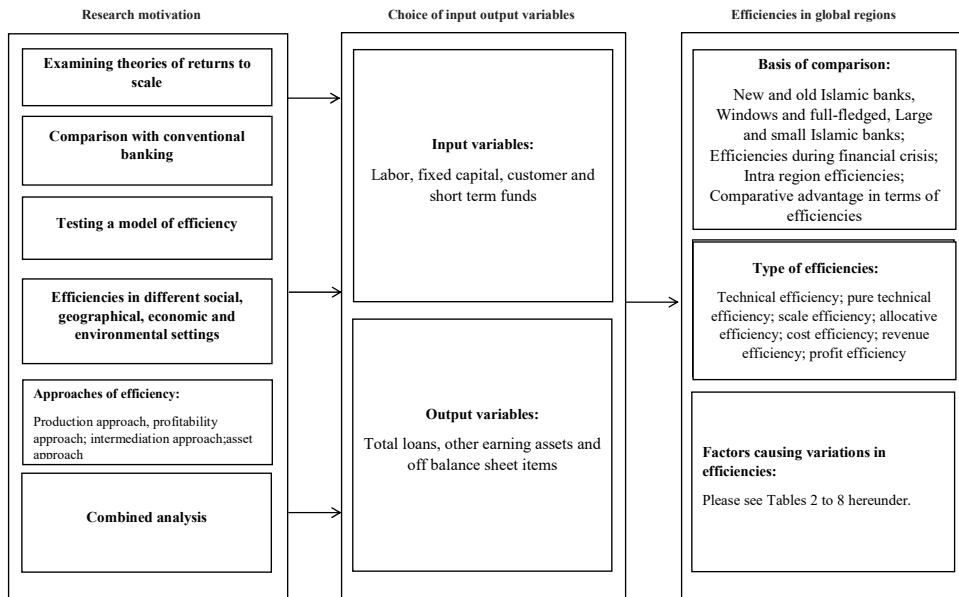 Research motivation
Examining theories of returns to
scale
Comparison with conventional
banking
Testing a model of efficiency
Efficiencies in different social,
geographical, economic and
environmental settings
Approaches of efficiency:
Production approach, profitability
approach; intermediation approach;asset
approach
Combined analysis
Choice of input output variables
Input variables:
Labor, fixed capital, customer and
short term funds
Output variables:
Total loans, other earning assets and
off balance sheet items
Efficiencies in global regions
Basis of comparison:
New and old Islamic banks,
Windows and full-fledged, Large
and small Islamic banks;
Efficiencies during financial crisis;
Intra region efficiencies;
Comparative advantage in terms of
efficiencies
Type of efficiencies:
Technical efficiency; pure technical
efficiency; scale efficiency; allocative
efficiency; cost efficiency; revenue
efficiency; profit efficiency
Factors causing variations in
efficiencies:
Please see Tables 2 to 8 hereunder.